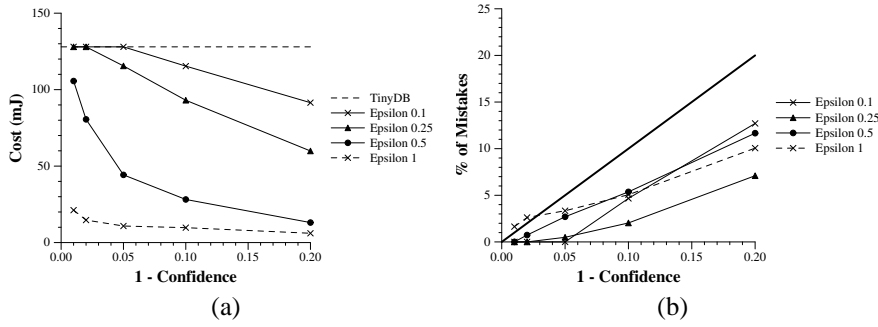 150
100
50
0
Cost (mJ)
0.00 0.05 0.10 0.15 0.20
1 - Confidence
TinyDB
Epsilon 0.1
Epsilon 0.25
Epsilon 0.5
Epsilon 1
(a)
25
20
15
10
5
0
% of Mistakes
0.00 0.05 0.10 0.15 0.20
1 - Confidence
Epsilon 0.1
Epsilon 0.25
Epsilon 0.5
Epsilon 1
(b)